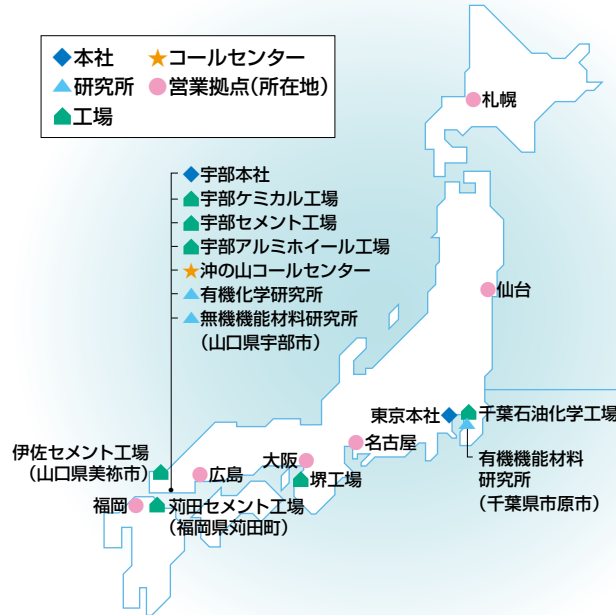 本社
コールセンター
研究所
営業拠点(所在地)
工場
札幌
宇部本社
宇部ケミカル工場
宇部セメント工場
宇部アルミホイール工場
沖の山コールセンター
有機化学研究所
無機機能材料研究所
(山口県宇部市)
仙台
東京本社
千葉石油化学工場
名古屋
有機機能材料
研究所
(千葉県市原市)
伊佐セメント工場
(山口県美祢市)
広島
大阪
堺工場
福岡
苅田セメント工場
(福岡県苅田町)